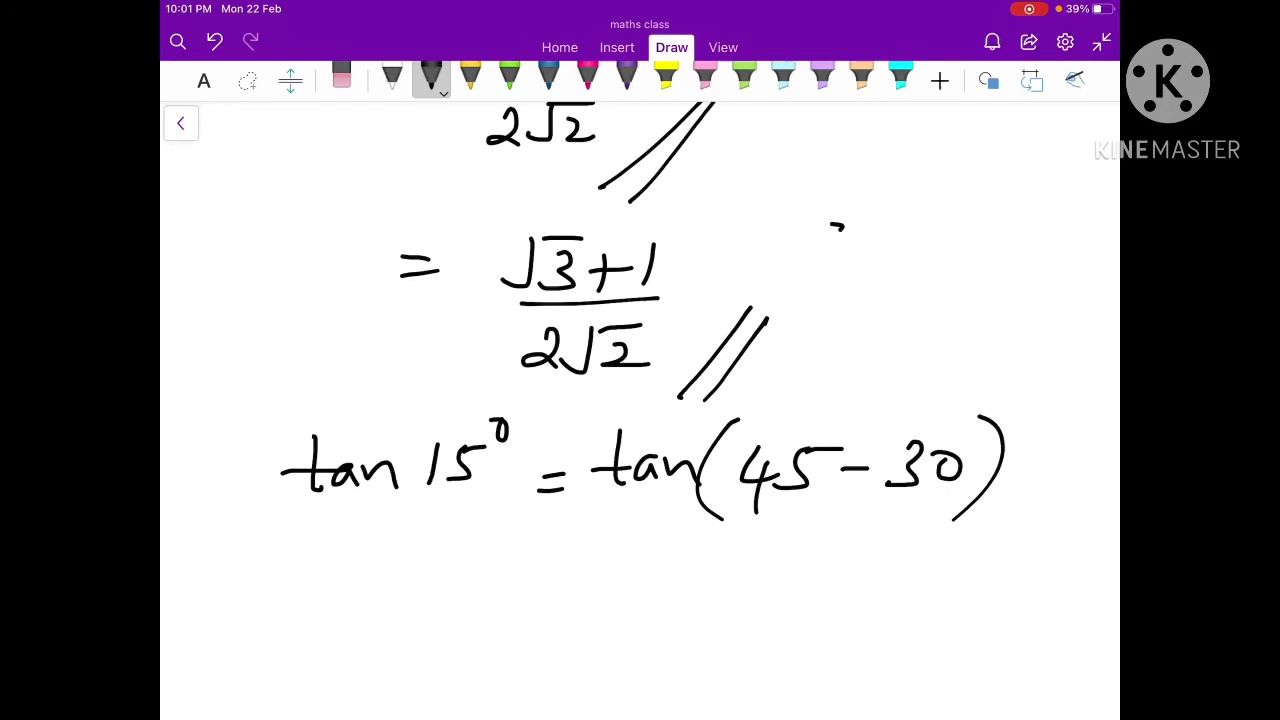 10:01 PM Mon 22 Feb
39%
maths class
Home Insert Draw View
A
K
KINEMASTER
2√2
= √3+1
2√2
tan 15⁰ = tan(45-30)